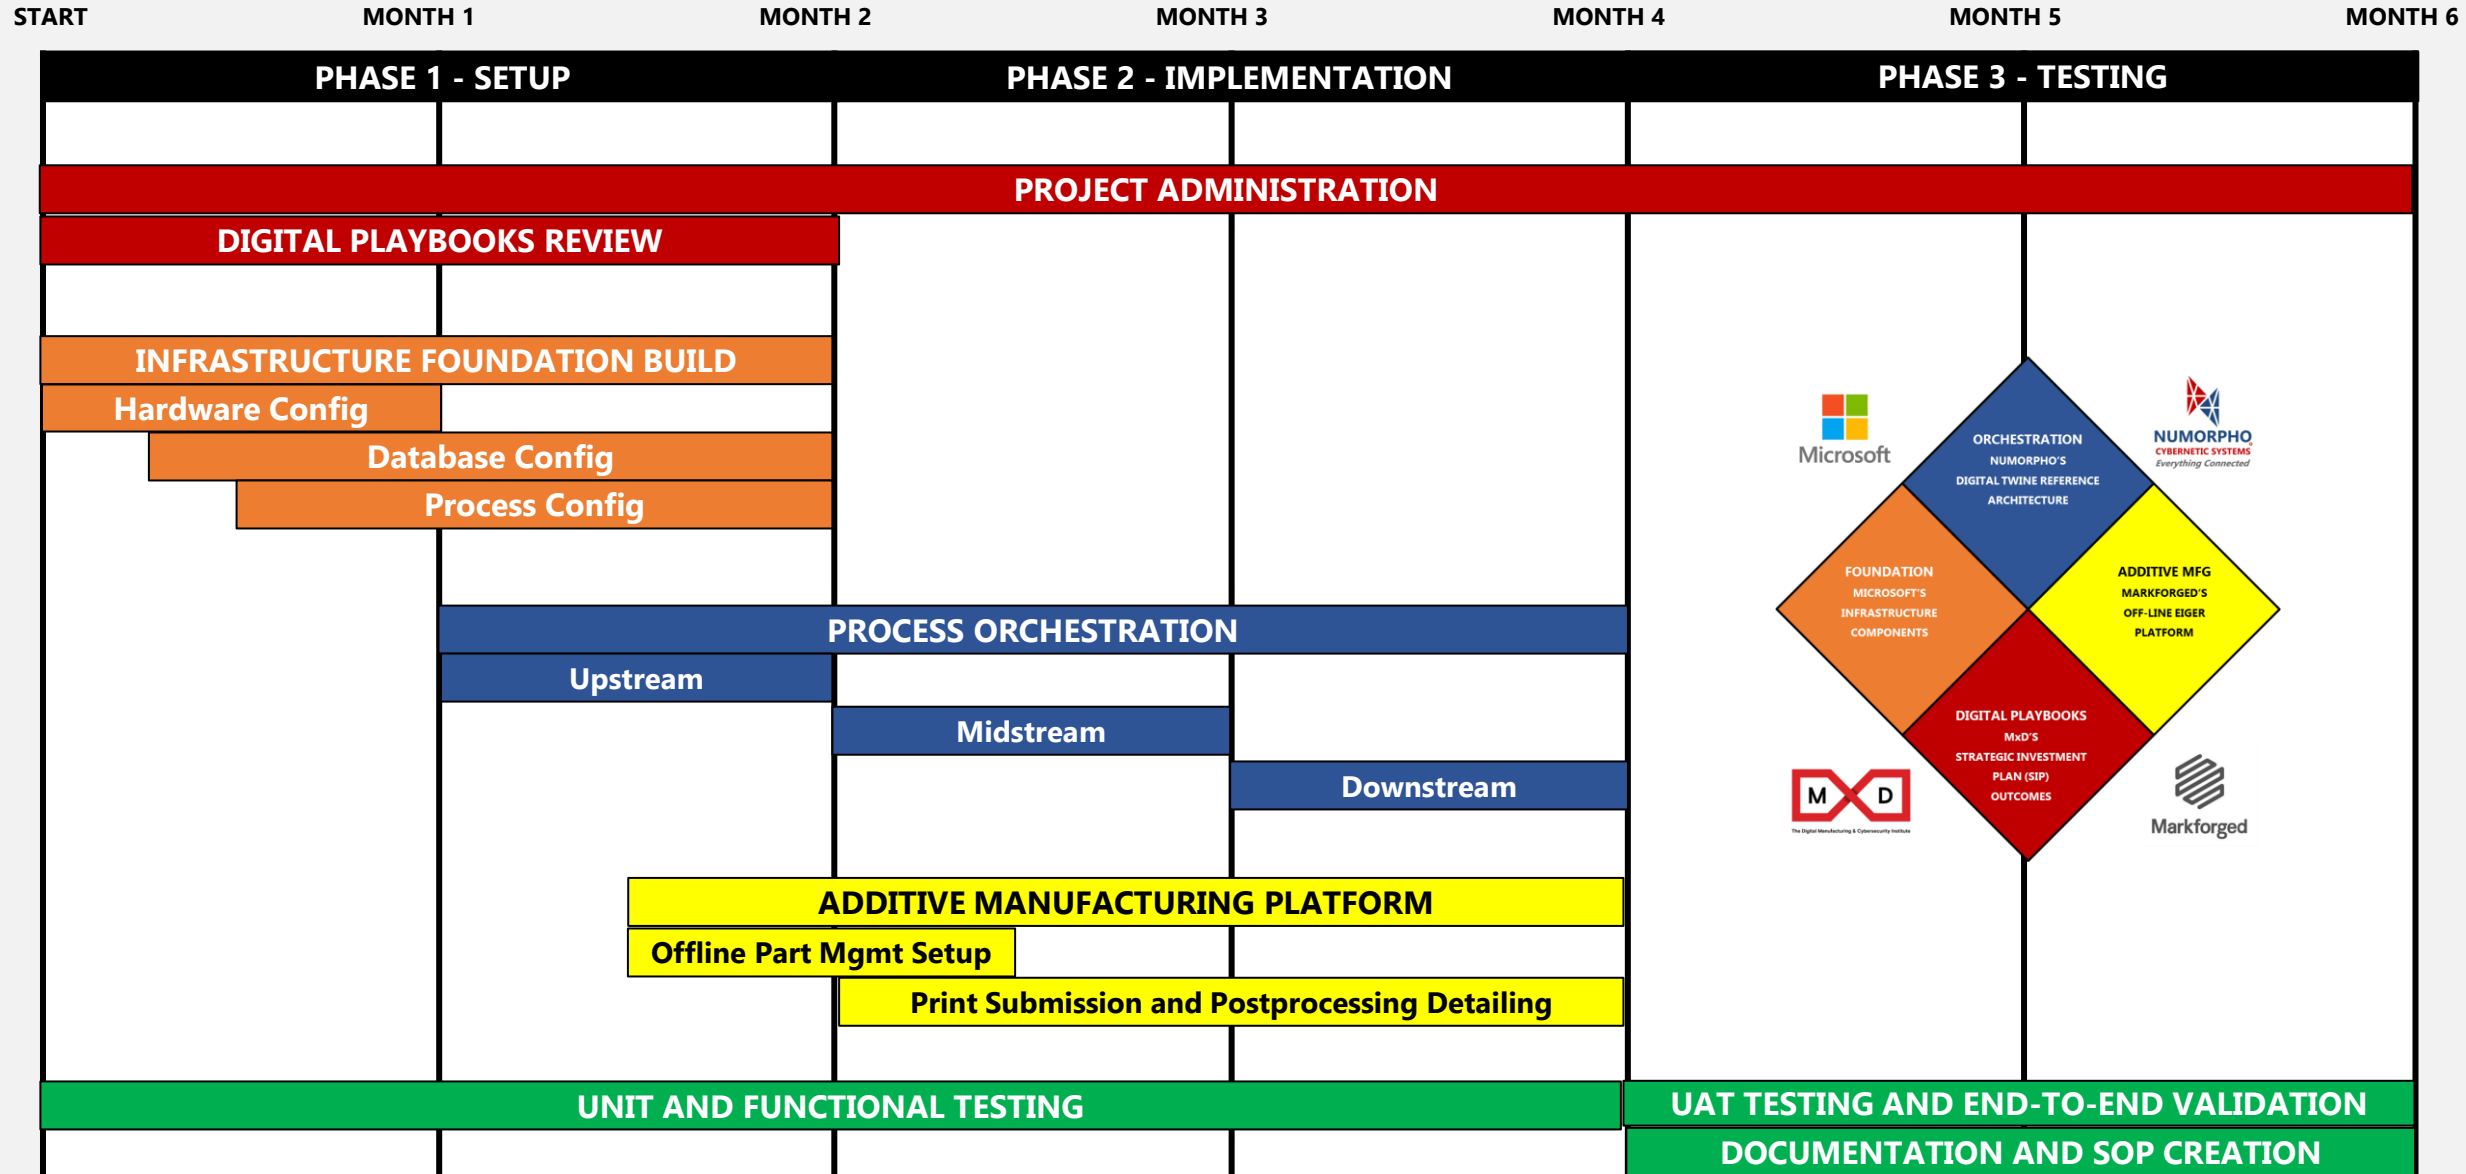 START
MONTH 1
MONTH 2
MONTH 3
MONTH 4
MONTH 5
MONTH 6
PHASE 1 - SETUP
PHASE 2 - IMPLEMENTATION
PHASE 3 - TESTING
PROJECT ADMINISTRATION
DIGITAL PLAYBOOKS REVIEW
INFRASTRUCTURE FOUNDATION BUILD
Hardware Config
Database Config
Process Config
PROCESS ORCHESTRATION
Upstream
Midstream
Downstream
ADDITIVE MANUFACTURING PLATFORM
Offline Part Mgmt Setup
Print Submission and Postprocessing Detailing
UNIT AND FUNCTIONAL TESTING
UAT TESTING AND END-TO-END VALIDATION
DOCUMENTATION AND SOP CREATION
Microsoft
NUMORPHO
CYBERNETIC SYSTEMS
Everything Connected
ORCHESTRATION
NUMORPHO'S
DIGITAL TWINE REFERENCE
ARCHITECTURE
FOUNDATION
MICROSOFT'S
INFRASTRUCTURE
COMPONENTS
ADDITIVE MFG
MARKFORGED'S
OFF-LINE EIGER
PLATFORM
DIGITAL PLAYBOOKS
MxD'S
STRATEGIC INVESTMENT
PLAN (SIP)
OUTCOMES
M D
The Digital Manufacturing & Cybersecurity Institute
Markforged